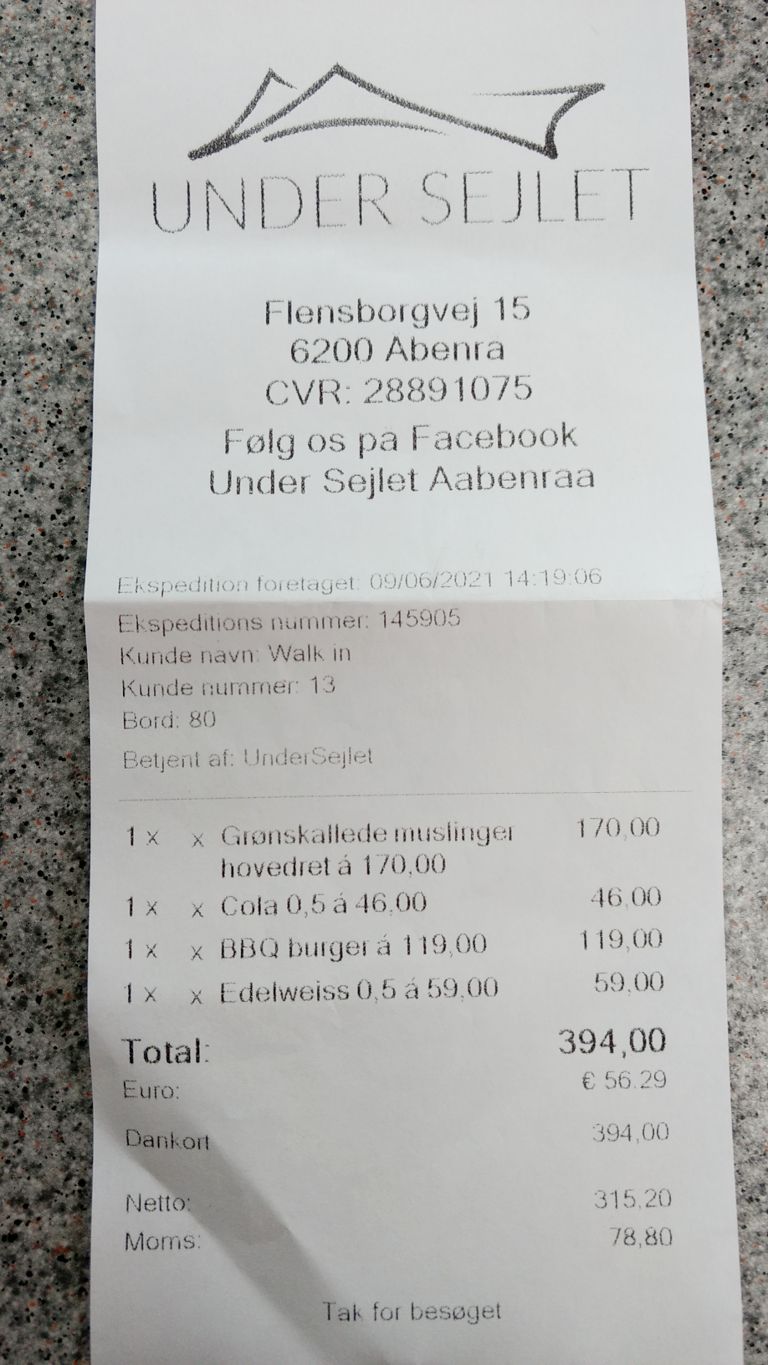 UNDER SEJLET
Flensborgvej 15
6200 Abenra
CVR: 28891075
Følg os pa Facebook
Under Sejlet Aabenraa
Ekspedition foretaget: 09/06/2021 14:19:06
Ekspeditions nummer: 145905
Kunde navn: Walk in
Kunde nummer: 13
Bord: 80
Betjent af: UnderSejlet
1 x x Grønskallede muslinger 170,00
hovedret á 170,00
1 x x Cola 0,5 á 46,00 46,00
1 x x BBQ burger á 119,00 119,00
1 x x Edelweiss 0,5 á 59,00 59,00
Total: 394,00
Euro: € 56.29
Dankort 394,00
Netto: 315,20
Moms: 78,80
Tak for besøget